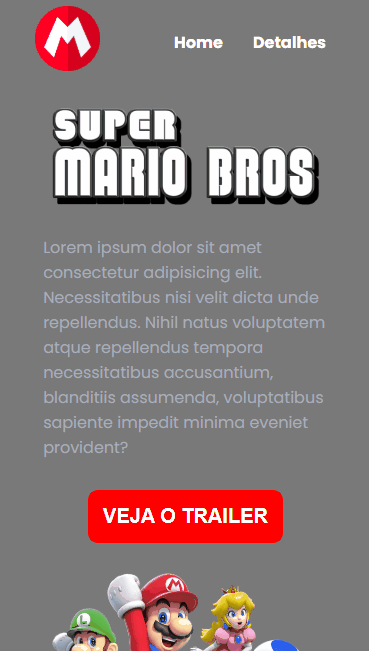 M
Home Detalhes
SUPER
MARIO BROS
Lorem ipsum dolor sit amet
consectetur adipisicing elit.
Necessitatibus nisi velit dicta unde
repellendus. Nihil natus voluptatem
atque repellendus tempora
necessitatibus accusantium,
blanditiis assumenda, voluptatibus
sapiente impedit minima eveniet
provident?
VEJA O TRAILER
L
M